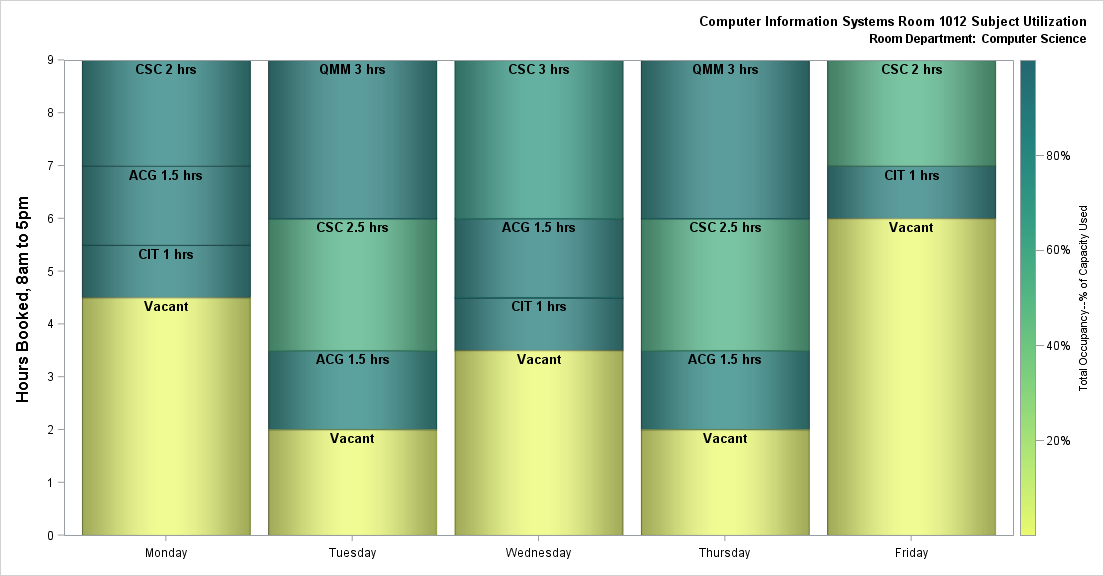 Computer Information Systems Room 1012 Subject Utilization
Room Department: Computer Science
Hours Booked, 8am to 5pm
9
8
7
6
5
4
3
2
1
0
CSC 2 hrs
ACG 1.5 hrs
CIT 1 hrs
Vacant
QMM 3 hrs
CSC 2.5 hrs
ACG 1.5 hrs
Vacant
CSC 3 hrs
ACG 1.5 hrs
CIT 1 hrs
Vacant
QMM 3 hrs
CSC 2.5 hrs
ACG 1.5 hrs
Vacant
CSC 2 hrs
CIT 1 hrs
Vacant
Monday
Tuesday
Wednesday
Thursday
Friday
80%
60%
40%
20%
Total Occupancy--% of Capacity Used